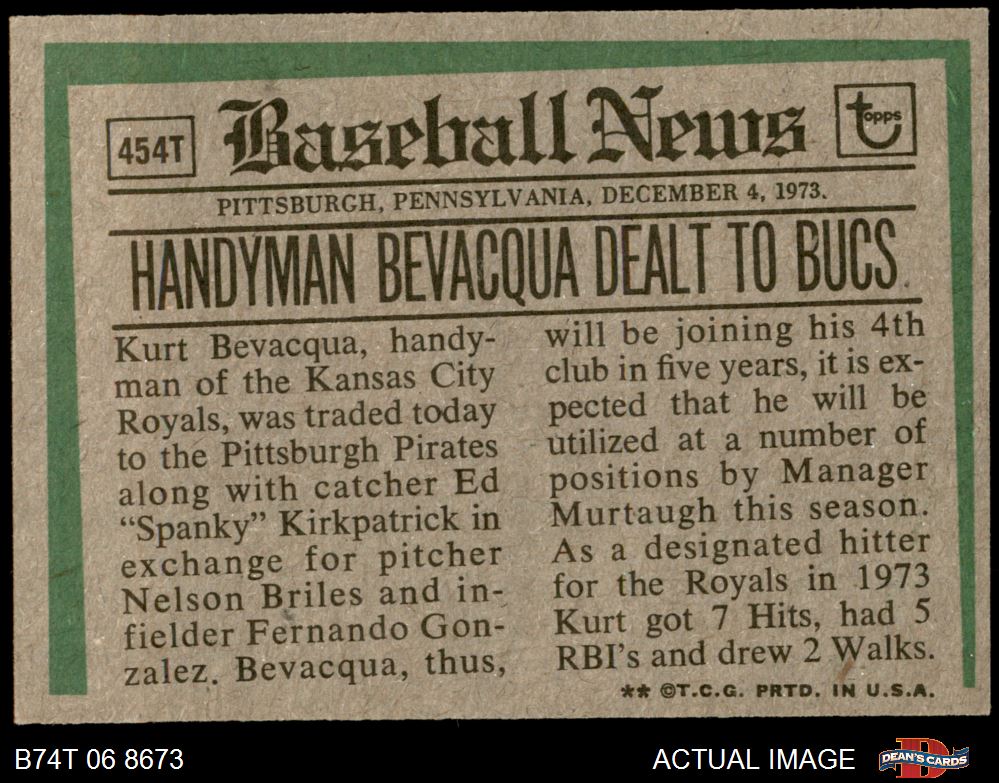 454T
Baseball News
topps
PITTSBURGH, PENNSYLVANIA, DECEMBER 4, 1973.
HANDYMAN BEVACQUA DEALT TO BUCS.
Kurt Bevacqua, handy-
man of the Kansas City
Royals, was traded today
to the Pittsburgh Pirates
along with catcher Ed
“Spanky” Kirkpatrick in
exchange for pitcher
Nelson Briles and in-
fielder Fernando Gon-
zalez. Bevacqua, thus,
will be joining his 4th
club in five years, it is ex-
pected that he will be
utilized at a number of
positions by Manager
Murtaugh this season.
As a designated hitter
for the Royals in 1973
Kurt got 7 Hits, had 5
RBI's and drew 2 Walks.
** ©T.C.G. PRTD. IN U.S.A.
B74T 06 8673
ACTUAL IMAGE
DEAN'S CARDS